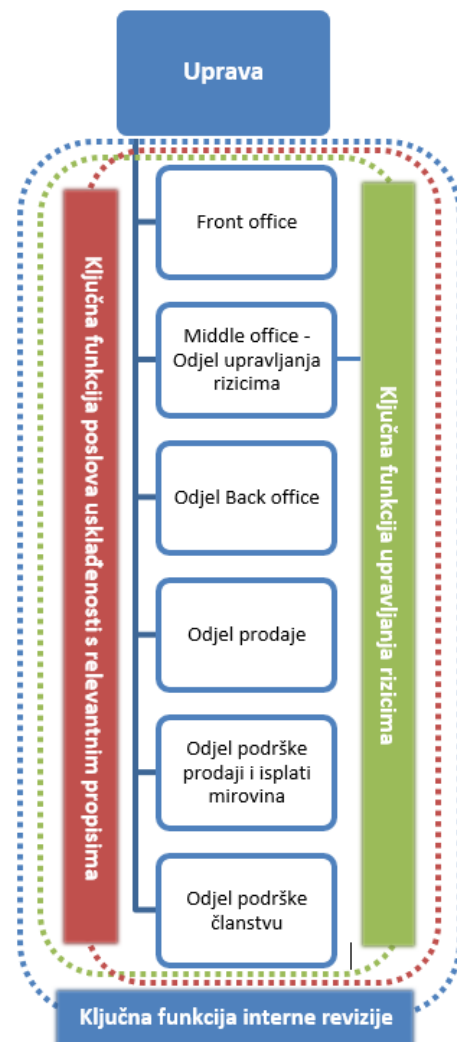 Uprava
Ključna funkcija poslova usklađenosti s relevantnim propisima
Front office
Middle office -
Odjel upravljanja
rizicima
Odjel Back office
Odjel prodaje
Odjel podrške
prodaji i isplati
mirovina
Odjel podrške
članstvu
Ključna funkcija upravljanja rizicima
Ključna funkcija interne revizije